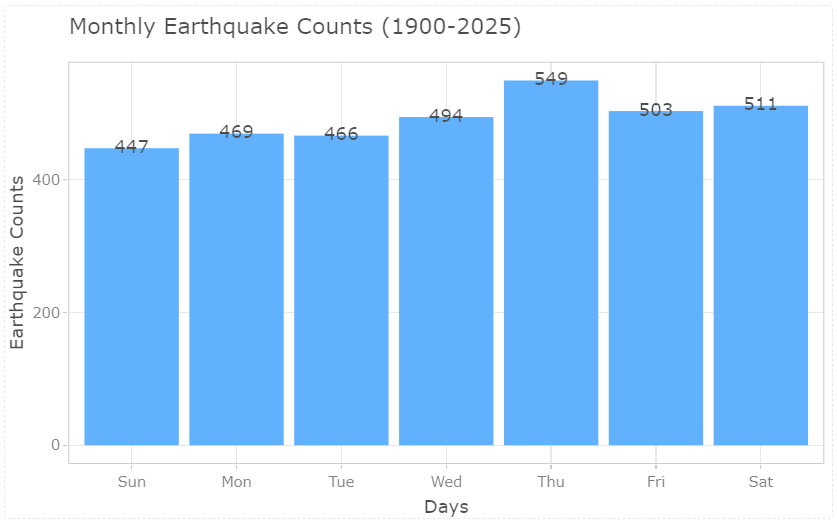 Monthly Earthquake Counts (1900-2025)
Earthquake Counts
400
200
0
447
469
466
494
549
503
511
Sun
Mon
Tue
Wed
Thu
Fri
Sat
Days